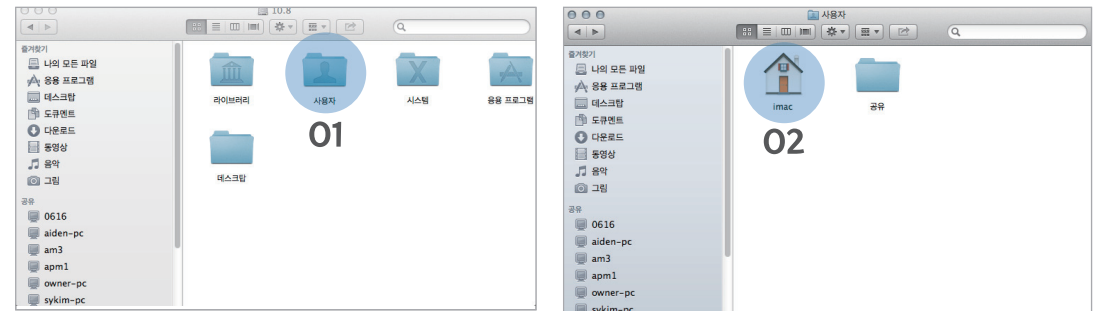 10.8
즐겨찾기
나의 모든 파일
응용 프로그램
데스크탑
도큐멘트
다운로드
동영상
음악
그림
공유
0616
aiden-pc
am3
apm1
owner-pc
sykim-pc
라이브러리
사용자
시스템
응용 프로그램
01
데스크탑
사용자
즐겨찾기
나의 모든 파일
응용 프로그램
데스크탑
도큐멘트
다운로드
동영상
음악
그림
공유
0616
aiden-pc
am3
apm1
owner-pc
sykim-pc
imac
공유
02